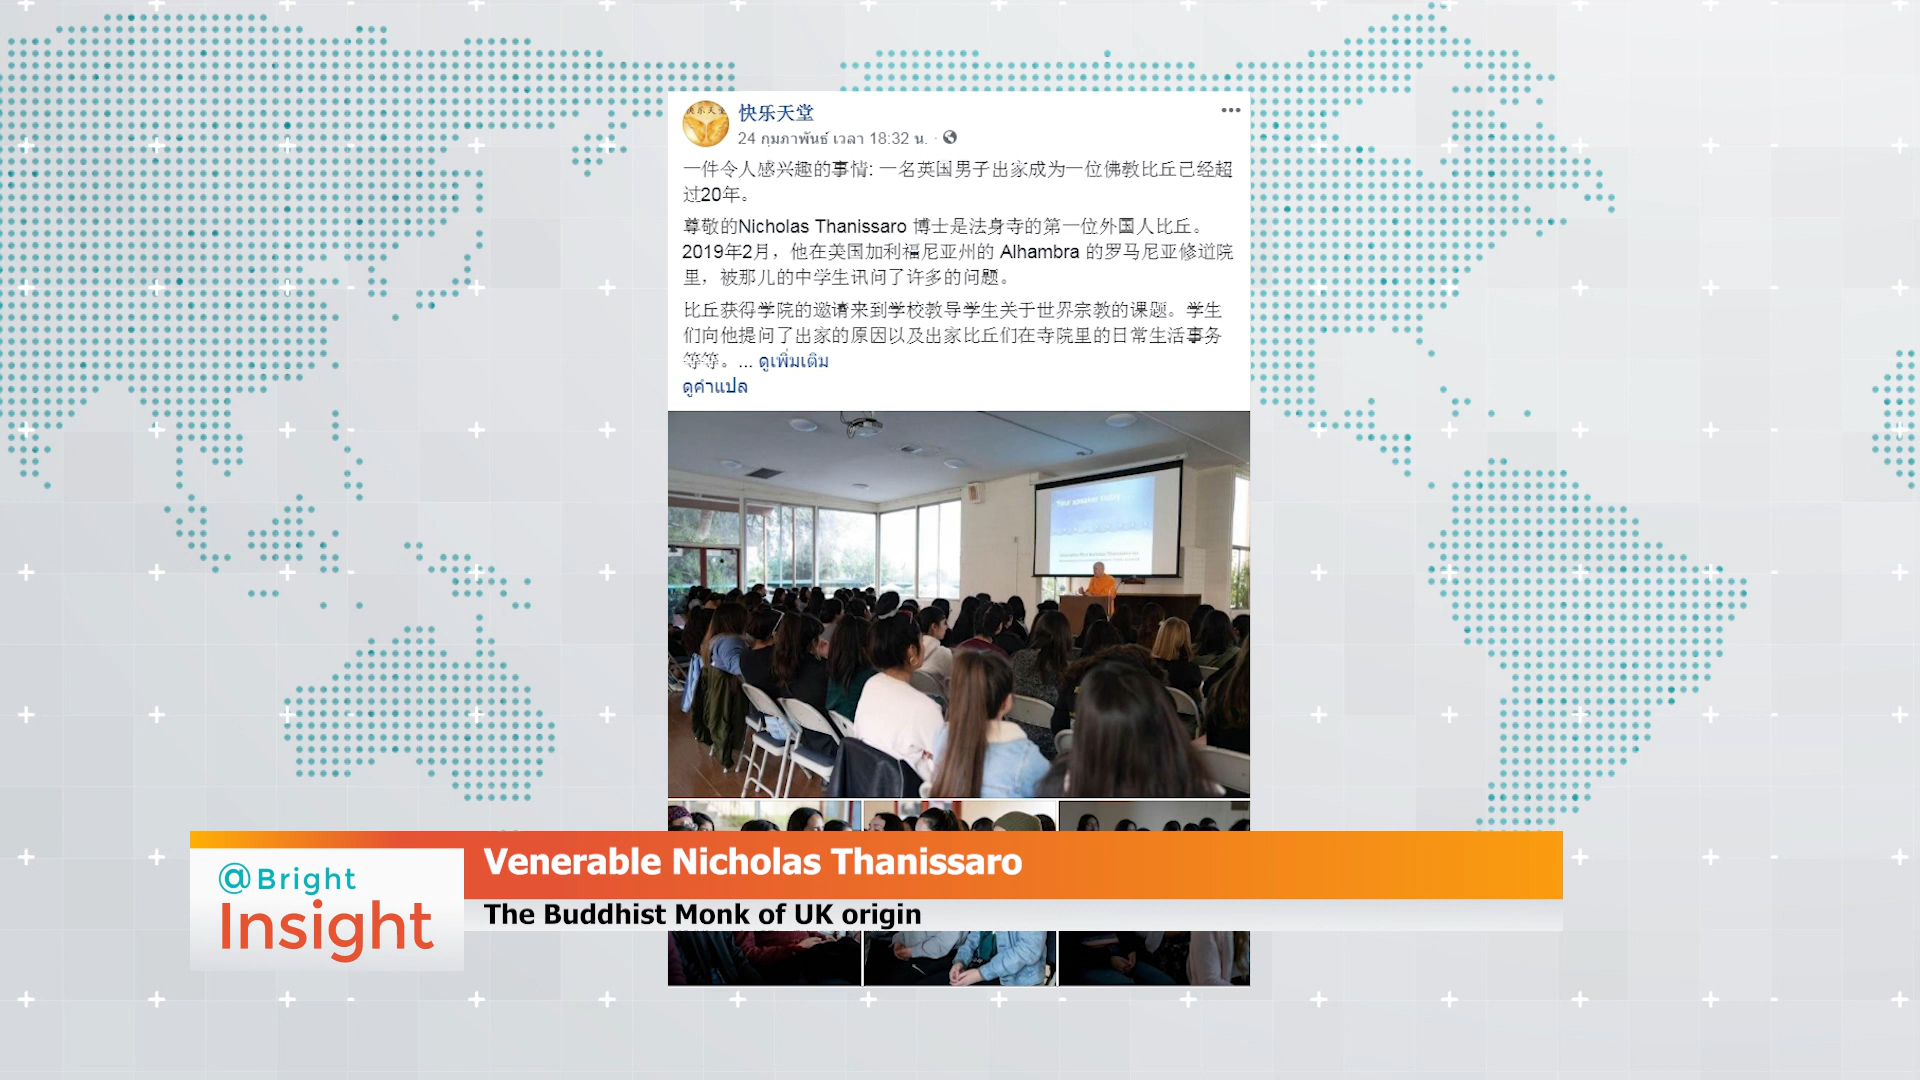 快乐天堂
24 กุมภาพันธ์ เวลา 18:32 น. ·
一件令人感兴趣的事情: 一名英国男子出家成为一位佛教比丘已经超
过20年。
尊敬的Nicholas Thanissaro 博士是法身寺的第一位外国人比丘。
2019年2月，他在美国加利福尼亚州的 Alhambra 的罗马尼亚修道院
里，被那儿的中学生讯问了许多的问题。
比丘获得学院的邀请来到学校教导学生关于世界宗教的课题。学生
们向他提问了出家的原因以及出家比丘们在寺院里的日常生活事务
等等。... ดูเพิ่มเติม
ดูคำแปล
Your speaker today
@Bright
Insight
Venerable Nicholas Thanissaro
The Buddhist Monk of UK origin